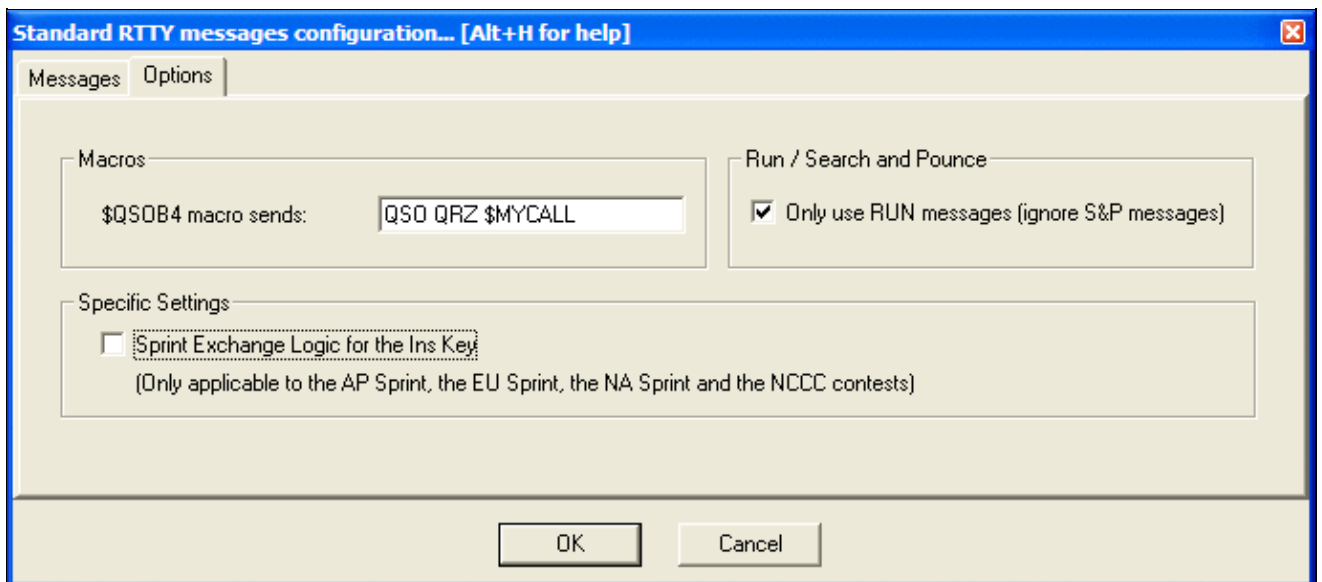 Standard RTTY messages configuration... [Alt+H for help]
Messages Options
Macros
$QSOB4 macro sends: QSO QRZ $MYCALL
Run / Search and Pounce
Only use RUN messages (ignore S&P messages)
Specific Settings
Sprint Exchange Logic for the Ins Key
(Only applicable to the AP Sprint, the EU Sprint, the NA Sprint and the NCCC contests)
OK Cancel